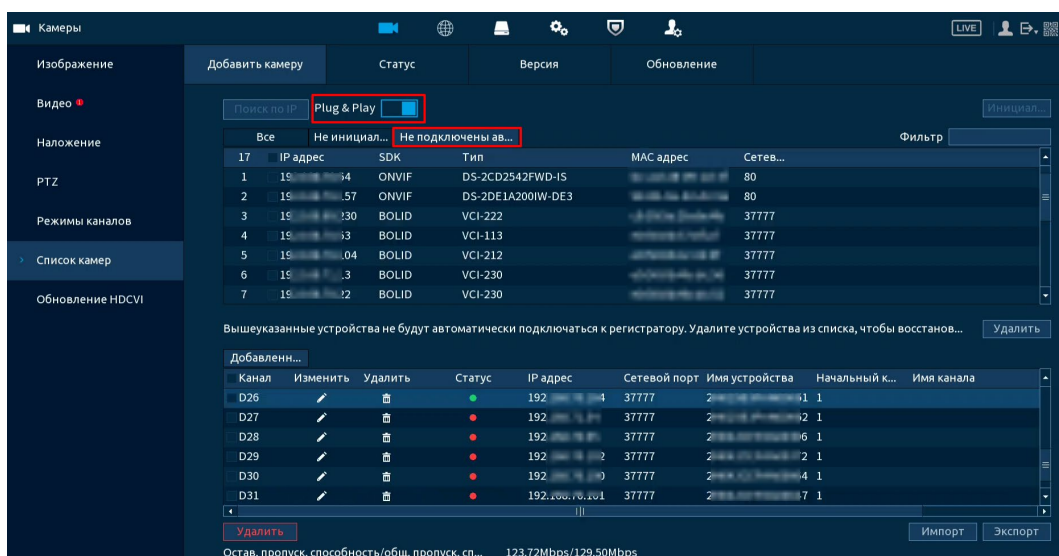 Камеры LIVE
Изображение
Видео
Наложение
PTZ
Режимы каналов
Список камер
Обновление HDCVI
Добавить камеру Статус Версия Обновление
Поиск по IP Plug & Play Инициал...
Все Не инициал... Не подключены ав... Фильтр
17 IP адрес SDK Тип MAC адрес Сетев...
1 ONVIF DS-2CD2542FWD-IS 80
2 ONVIF DS-2DE1A200IW-DE3 80
3 BOLID VCI-222 37777
4 BOLID VCI-113 37777
5 BOLID VCI-212 37777
6 BOLID VCI-230 37777
7 BOLID VCI-230 37777
Вышеуказанные устройства не будут автоматически подключаться к регистратору. Удалите устройства из списка, чтобы восстанов... Удалить
Добавленн...
Канал Изменить Удалить Статус IP адрес Сетевой порт Имя устройства Начальный к... Имя канала
D26 37777 1
D27 37777 1
D28 37777 1
D29 37777 1
D30 37777 1
D31 37777 1
Удалить Импорт Экспорт
Остав. пропуск. способность/общ. пропуск. сп... 123.72Mbps/129.50Mbps